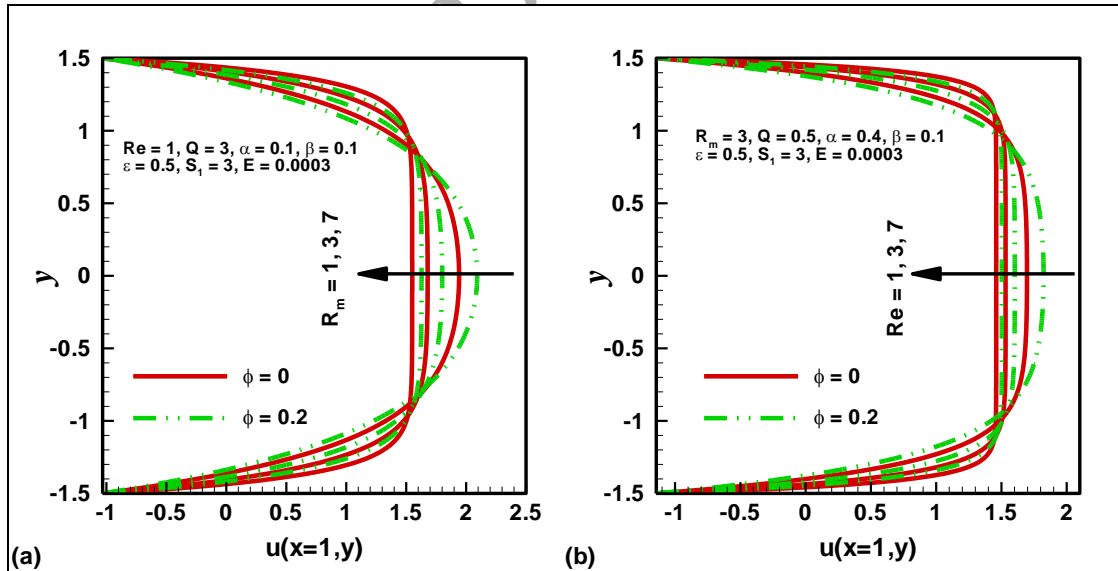 1.5
1
0.5
0
-0.5
-1
-1.5
y
Re = 1, Q = 3, α = 0.1, β = 0.1
ε = 0.5, S₁ = 3, E = 0.0003
Rₘ = 1, 3, 7
ϕ = 0
ϕ = 0.2
-1 -0.5 0 0.5 1 1.5 2 2.5
(a)
u(x=1,y)
1.5
1
0.5
0
-0.5
-1
-1.5
y
Rₘ = 3, Q = 0.5, α = 0.4, β = 0.1
ε = 0.5, S₁ = 3, E = 0.0003
Re = 1, 3, 7
ϕ = 0
ϕ = 0.2
-1 -0.5 0 0.5 1 1.5 2
(b)
u(x=1,y)